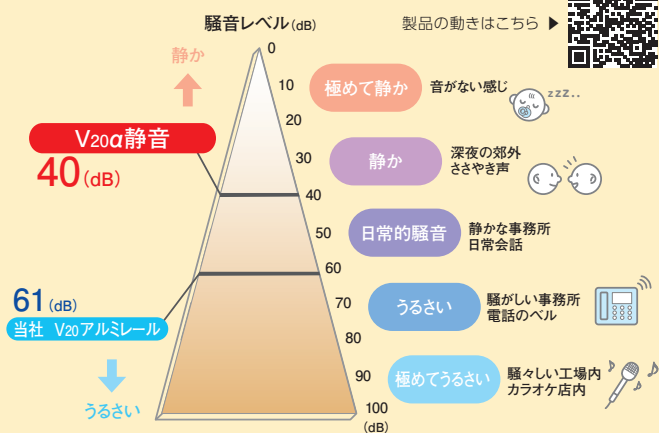 騒音レベル(dB)
製品の動きはこちら ▶
静か
V20α静音
40(dB)
61(dB)
当社 V20アルミレール
うるさい
0
10
20
30
40
50
60
70
80
90
100
(dB)
極めて静か
音がない感じ
zzz..
静か
深夜の郊外
ささやき声
日常的騒音
静かな事務所
日常会話
うるさい
騒がしい事務所
電話のベル
極めてうるさい
騒々しい工場内
カラオケ店内